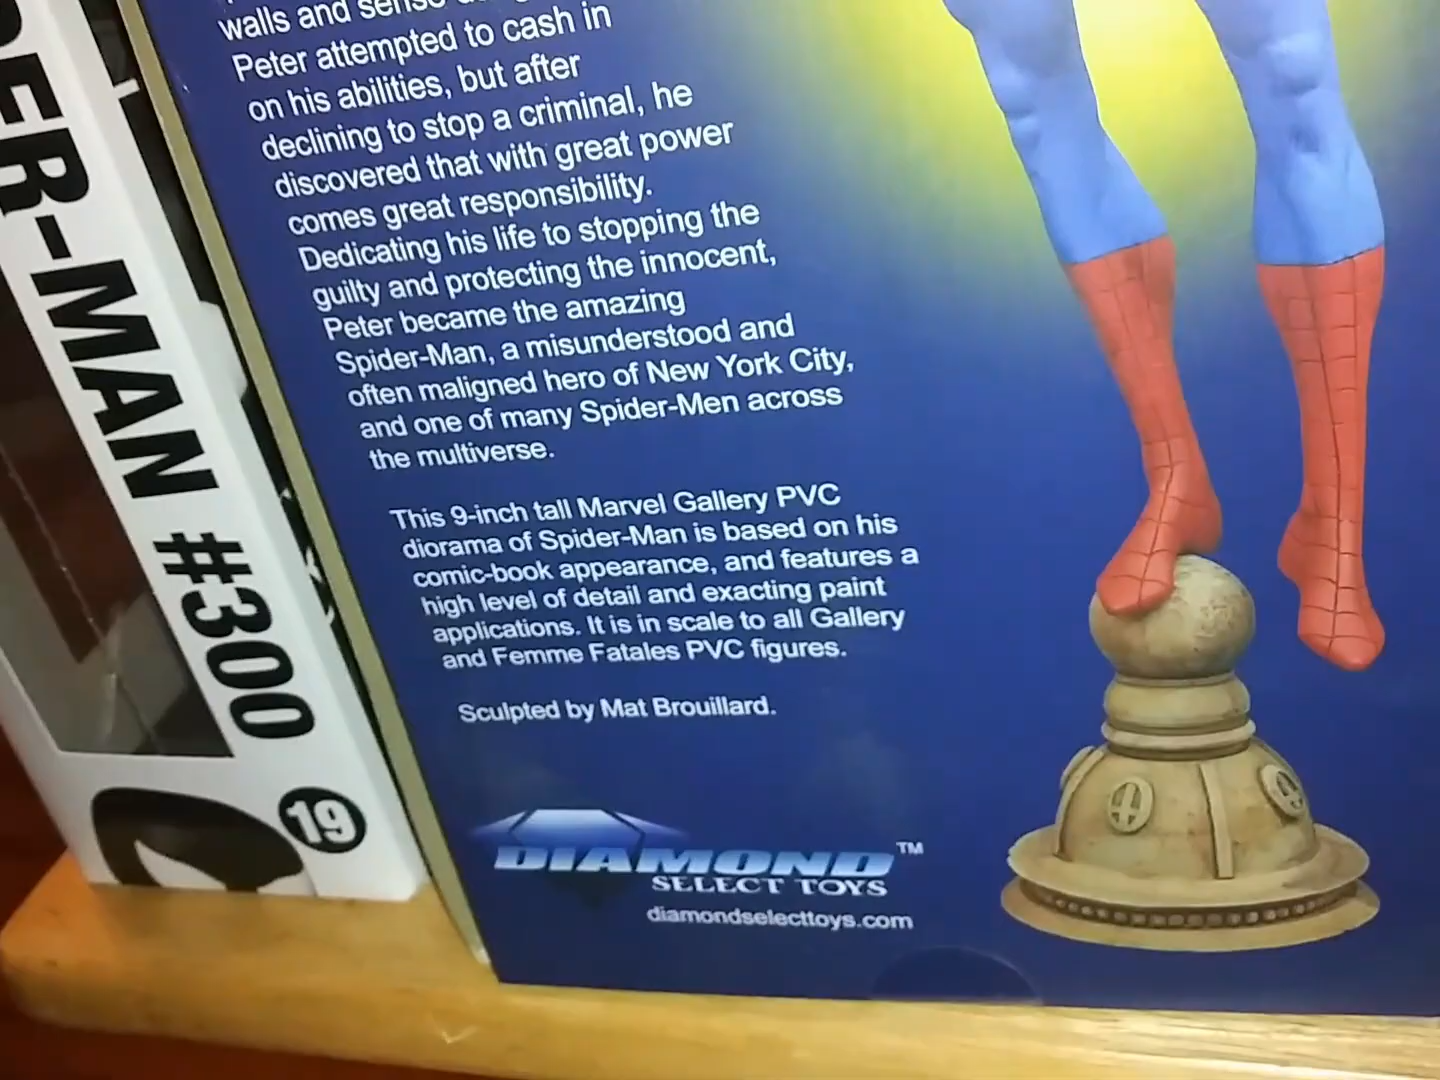 walls and sense
Peter attempted to cash in
on his abilities, but after
declining to stop a criminal, he
discovered that with great power
comes great responsibility.
Dedicating his life to stopping the
guilty and protecting the innocent,
Peter became the amazing
Spider-Man, a misunderstood and
often maligned hero of New York City,
and one of many Spider-Men across
the multiverse.
This 9-inch tall Marvel Gallery PVC
diorama of Spider-Man is based on his
comic-book appearance, and features a
high level of detail and exacting paint
applications. It is in scale to all Gallery
and Femme Fatales PVC figures.
Sculpted by Mat Brouillard.
DIAMOND™
SELECT TOYS
diamondselecttoys.com
DER-MAN #300
19